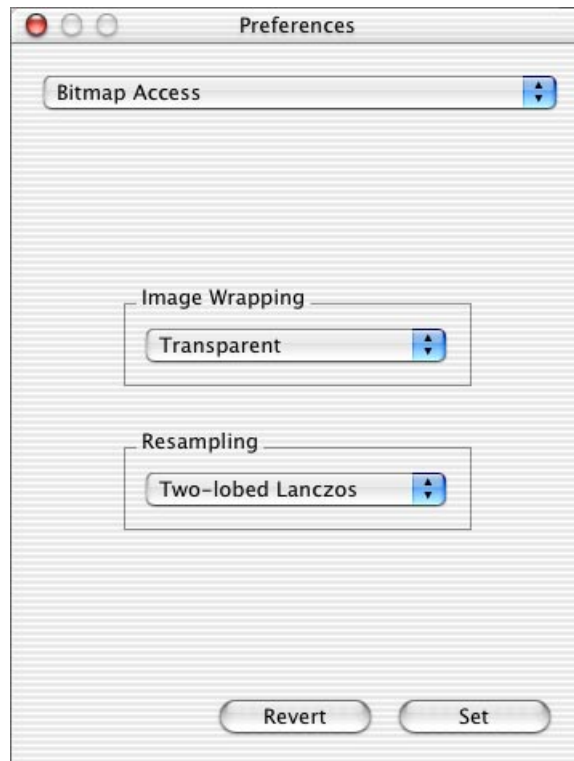 Preferences
Bitmap Access
Image Wrapping
Transparent
Resampling
Two-lobed Lanczos
Revert
Set